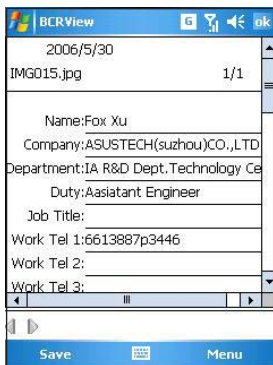 BCRView G ok
2006/5/30
IMG015.jpg 1/1
Name:Fox Xu
Company:ASUSTECH(suzhou)CO.,LTD
Department:IA R&D Dept.Technology Ce
Duty:Aasiatant Engineer
Job Title:
Work Tel 1:6613887p3446
Work Tel 2:
Work Tel 3:
Save Menu